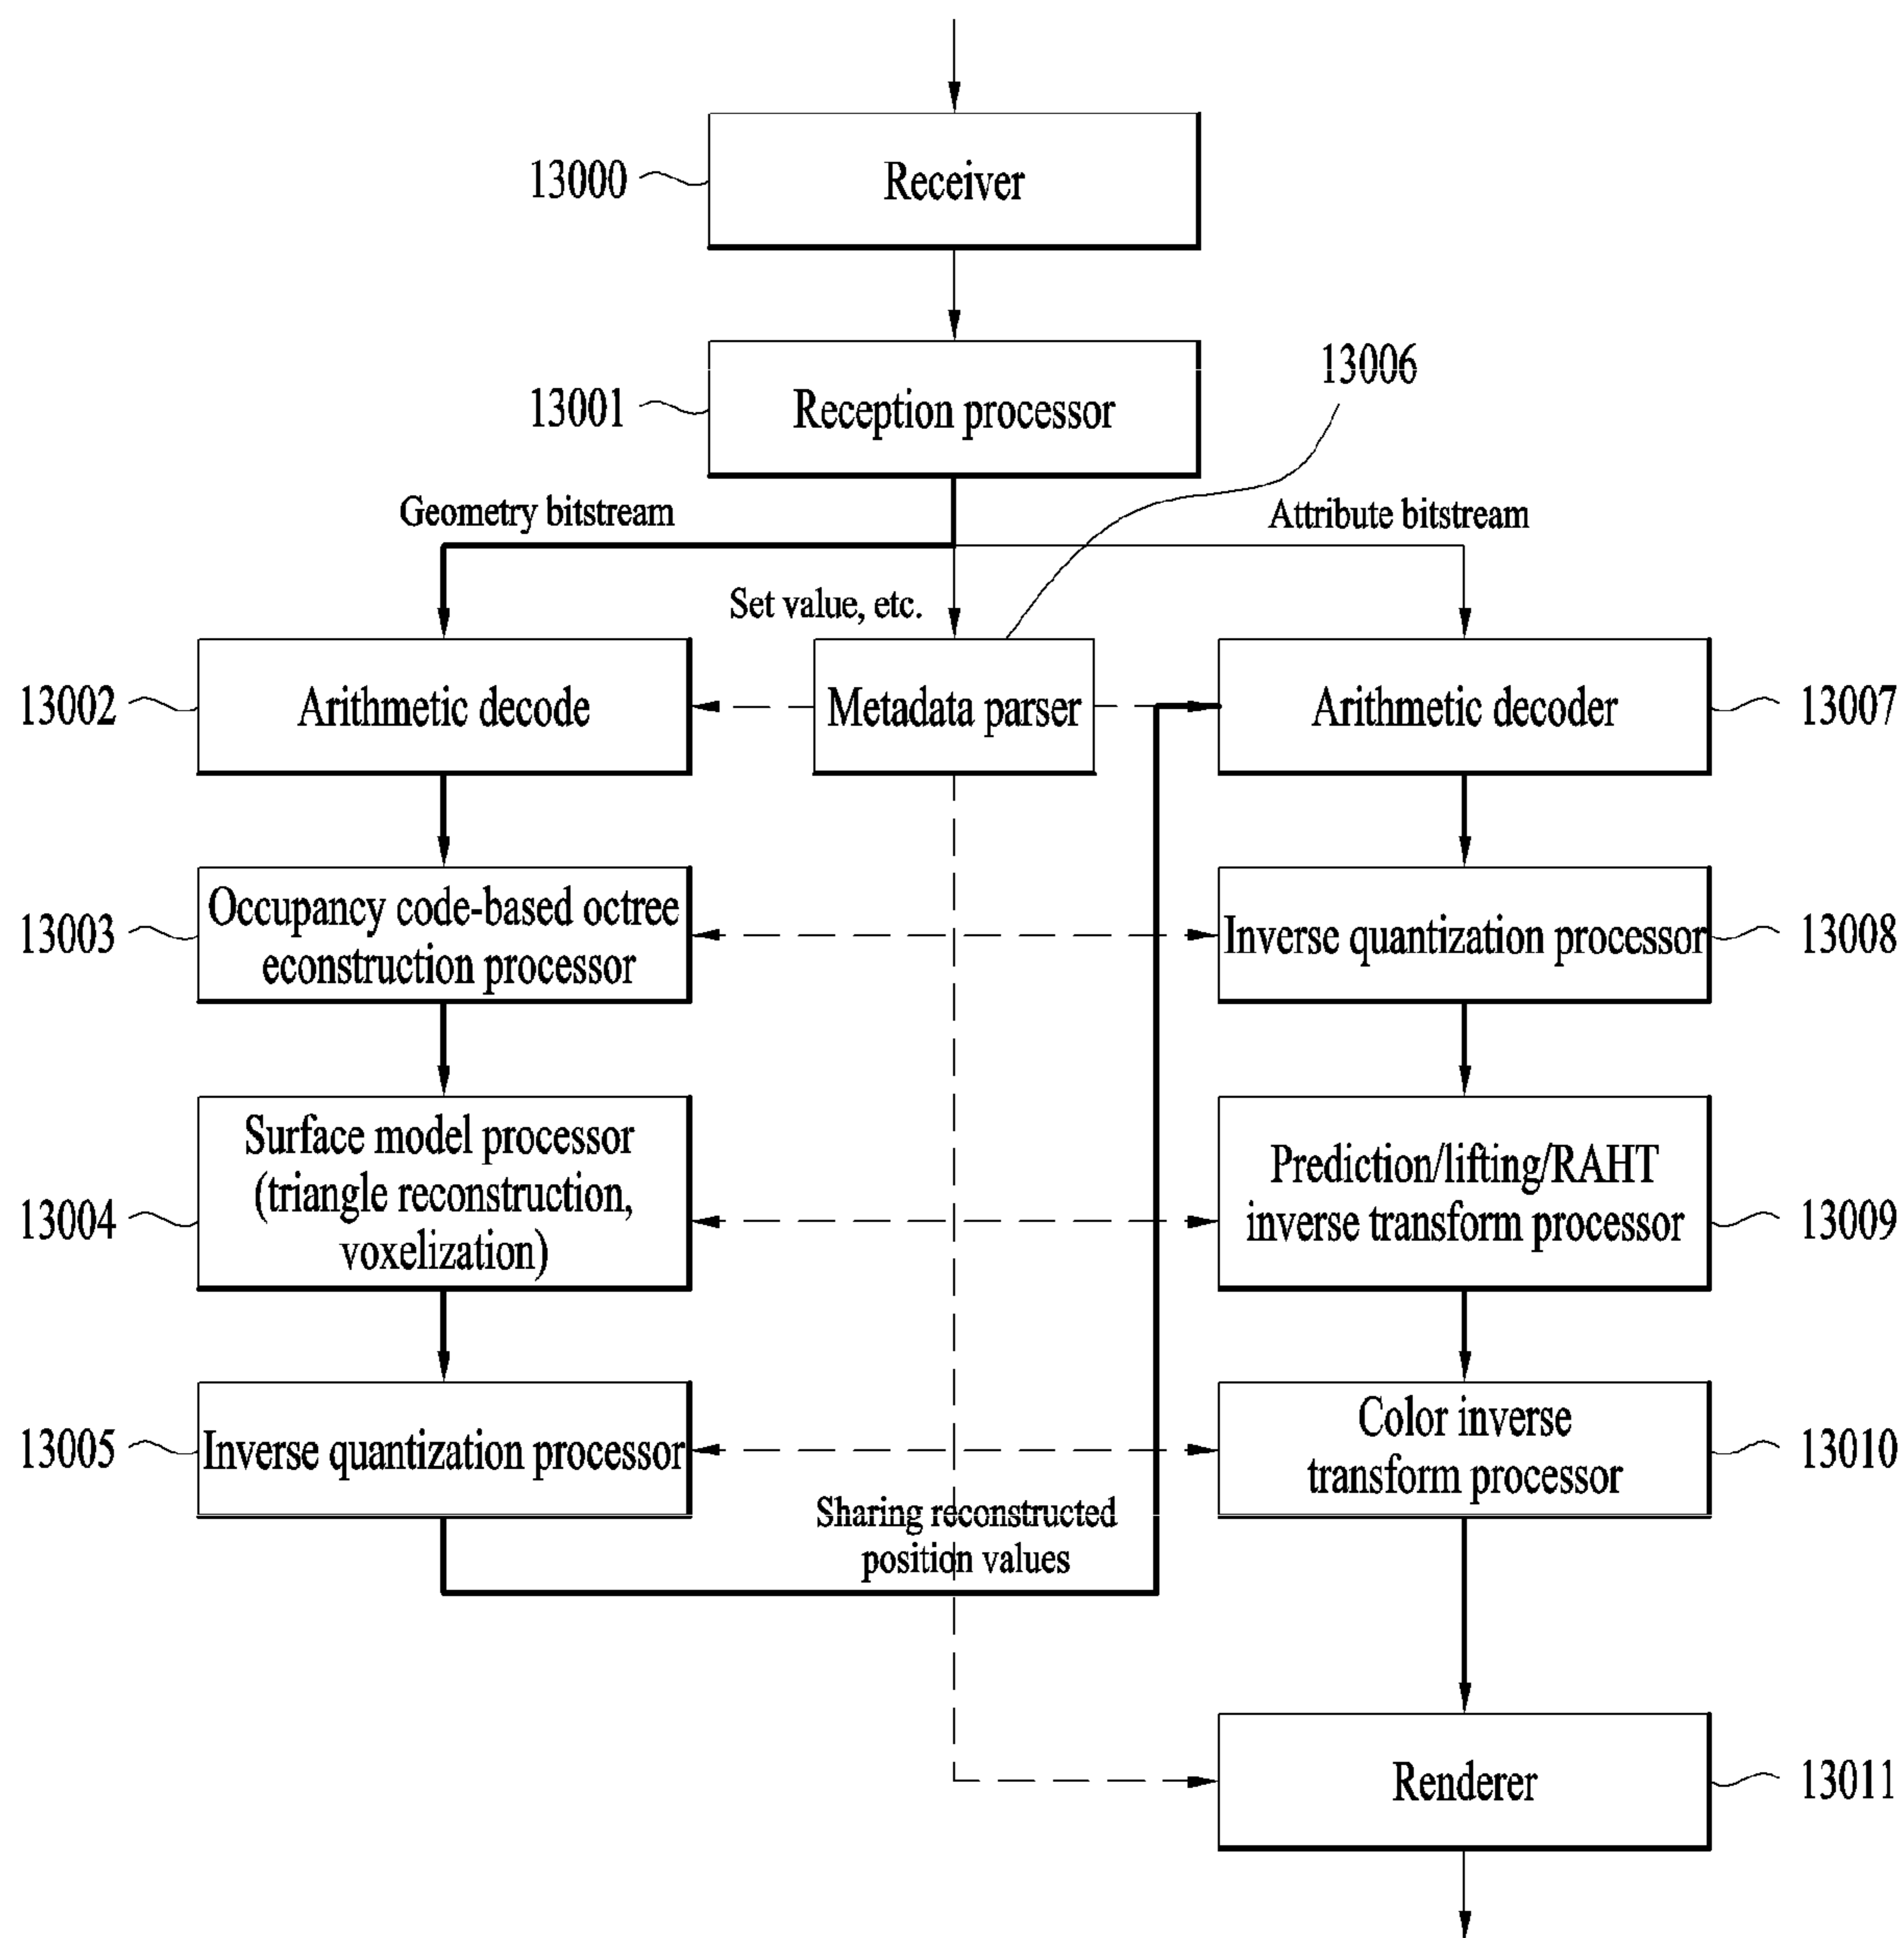 13000
Receiver
13001
Reception processor
13006
Geometry bitstream
Attribute bitstream
Set value, etc.
13002
Arithmetic decode
Metadata parser
Arithmetic decoder
13007
13003
Occupancy code-based octree
econstruction processor
Inverse quantization processor
13008
13004
Surface model processor
(triangle reconstruction,
voxelization)
Prediction/lifting/RAHT
inverse transform processor
13009
13005
Inverse quantization processor
Color inverse
transform processor
13010
Sharing reconstructed
position values
Renderer
13011